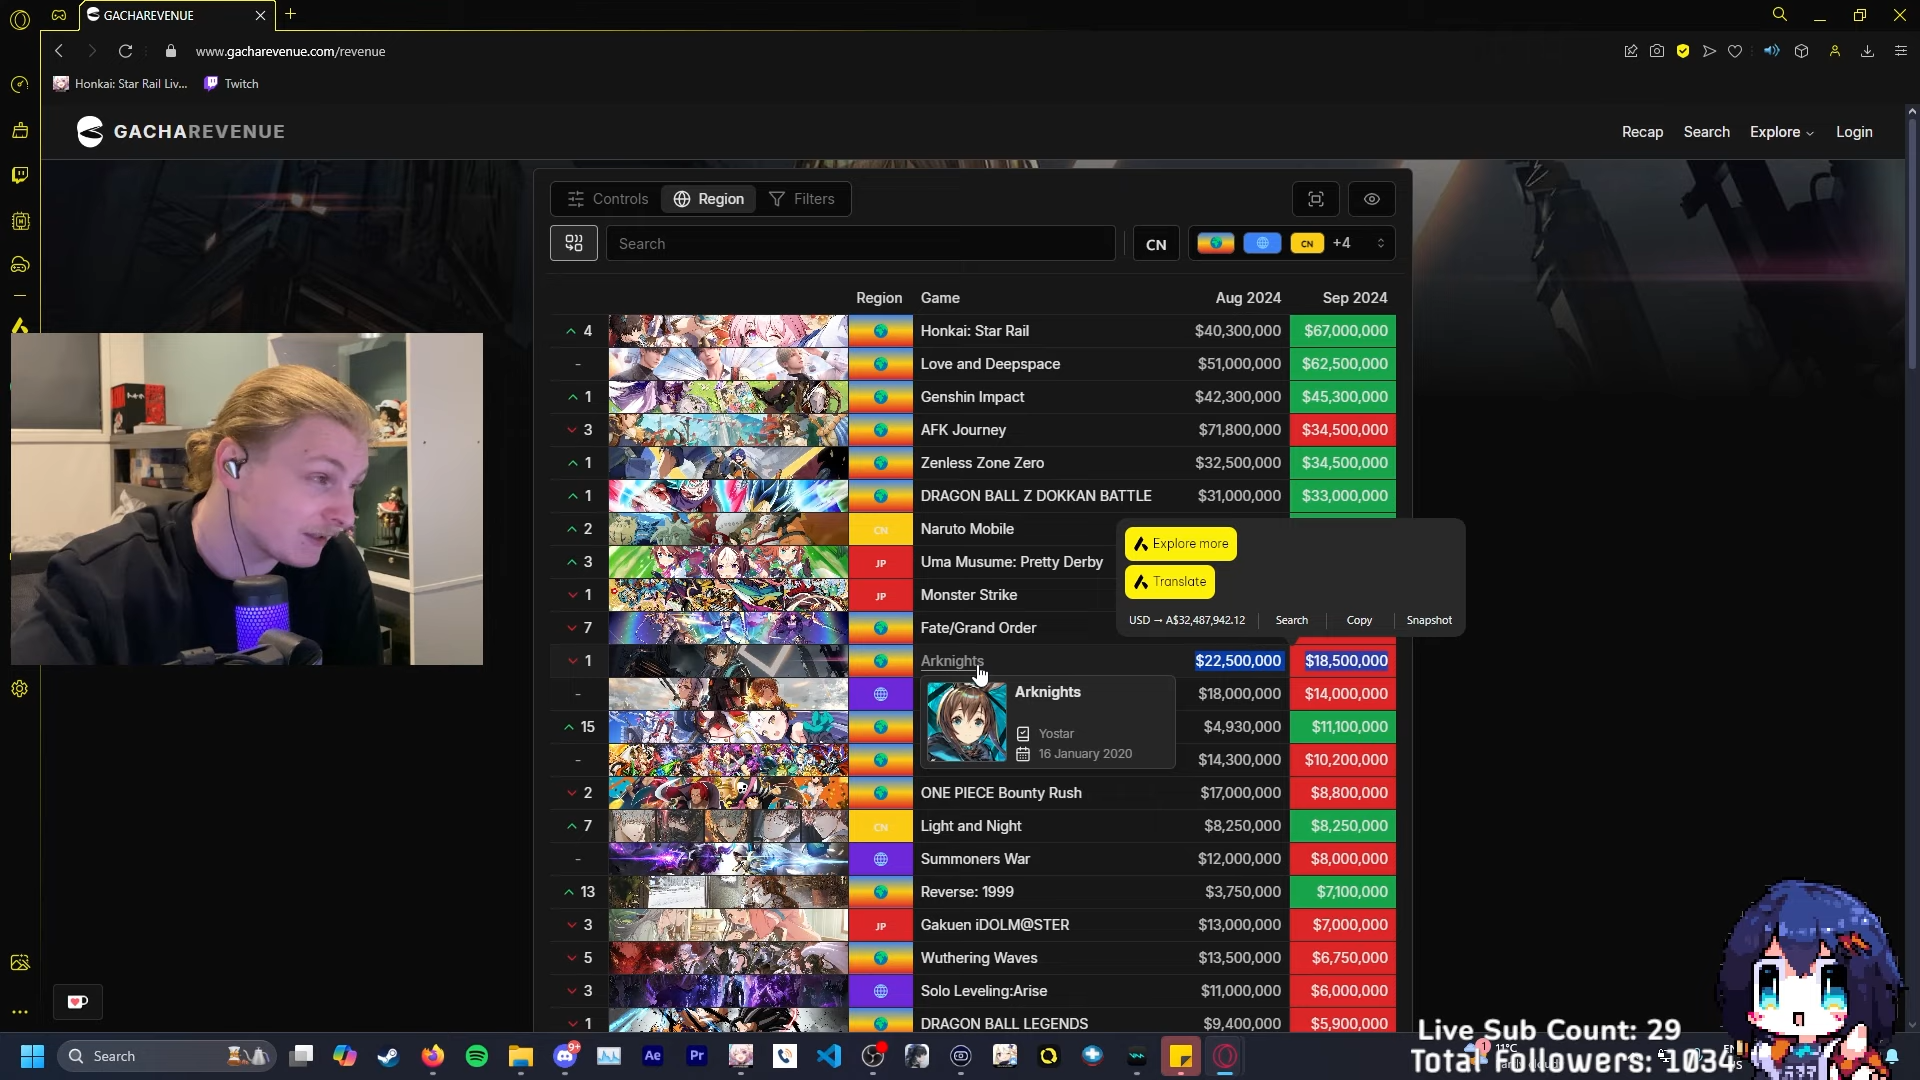 GACHAREVENUE
www.gacharevenue.com/revenue
Honkai: Star Rail Liv...
Twitch
GACHAREVENUE
Recap
Search
Explore
Login
Controls
Region
Filters
Search
CN
CN
+4
Region Game Aug 2024 Sep 2024
4 Honkai: Star Rail $40,300,000 $67,000,000
- Love and Deepspace $51,000,000 $62,500,000
1 Genshin Impact $42,300,000 $45,300,000
3 AFK Journey $71,800,000 $34,500,000
1 Zenless Zone Zero $32,500,000 $34,500,000
1 DRAGON BALL Z DOKKAN BATTLE $31,000,000 $33,000,000
2 CN Naruto Mobile
Explore more
3 JP Uma Musume: Pretty Derby
Translate
1 JP Monster Strike
USD → A$32,487,942.12 Search Copy Snapshot
7 Fate/Grand Order
1 Arknights $22,500,000 $18,500,000
- $18,000,000 $14,000,000
Arknights
15 $4,930,000 $11,100,000
Yostar
16 January 2020
- $14,300,000 $10,200,000
2 ONE PIECE Bounty Rush $17,000,000 $8,800,000
7 CN Light and Night $8,250,000 $8,250,000
- Summoners War $12,000,000 $8,000,000
13 Reverse: 1999 $3,750,000 $7,100,000
3 JP Gakuen iDOLM@STER $13,000,000 $7,000,000
5 Wuthering Waves $13,500,000 $6,750,000
3 Solo Leveling:Arise $11,000,000 $6,000,000
1 DRAGON BALL LEGENDS $9,400,000 $5,900,000
Live Sub Count: 29
Total Followers: 1034
Search
9+
Ae
Pr
11°C